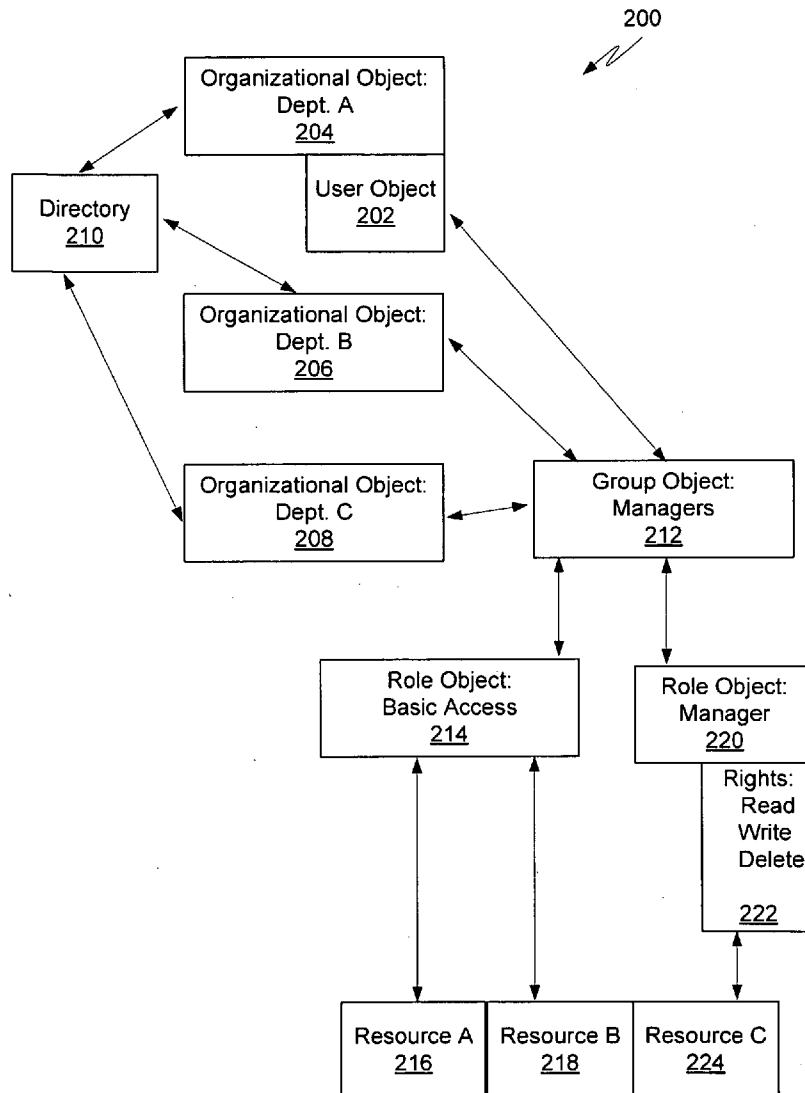 200
Organizational Object:
Dept. A
204
User Object
202
Directory
210
Organizational Object:
Dept. B
206
Organizational Object:
Dept. C
208
Group Object:
Managers
212
Role Object:
Basic Access
214
Role Object:
Manager
220
Rights:
Read
Write
Delete
222
Resource A
216
Resource B
218
Resource C
224